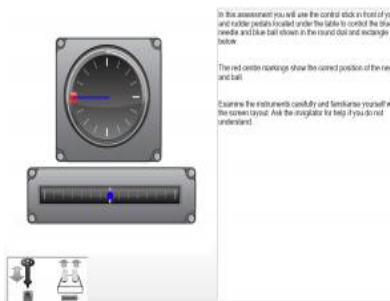 In this assessment you will use the control stick in front of yo
and rudder pedals located under the table to control the blue
needle and blue ball shown in the round dial and rectangle
below.
The red centre markings show the correct position of the nee
and ball.
Examine the instruments carefully and familiarise yourself w
the screen layout. Ask the invigilator for help if you do not
understand.